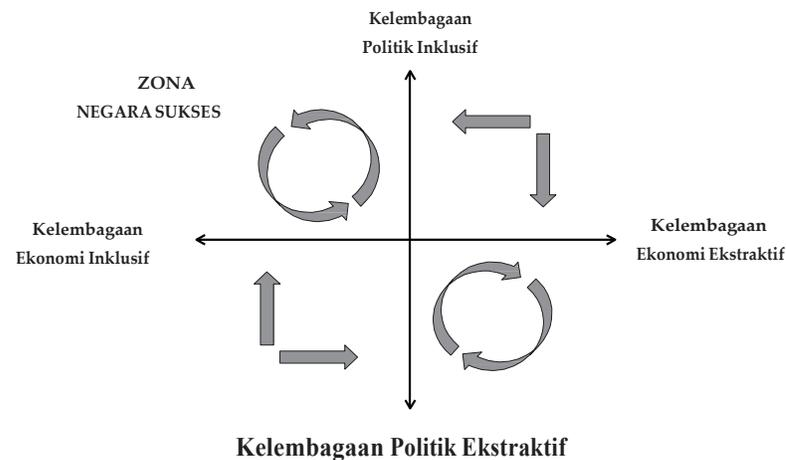 Kelembagaan
Politik Inklusif
ZONA
NEGARA SUKSES
Kelembagaan
Ekonomi Inklusif
Kelembagaan
Ekonomi Ekstraktif
Kelembagaan Politik Ekstraktif